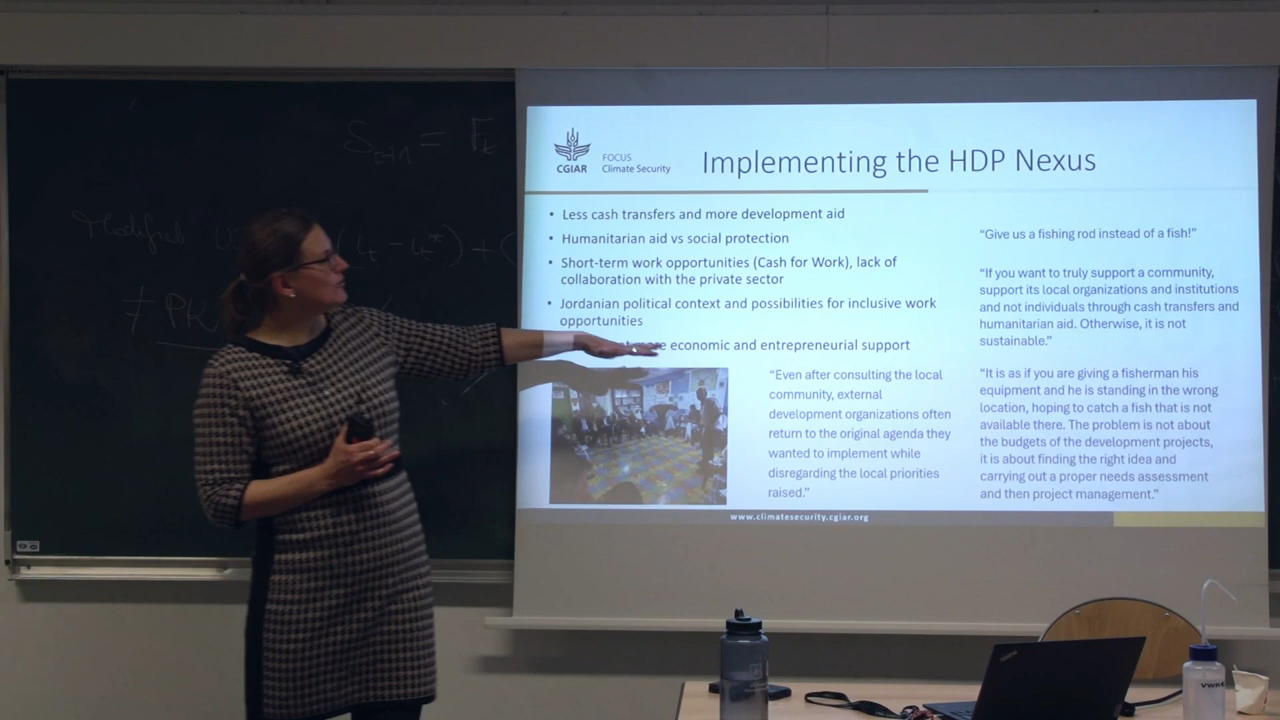 S_t+1 = F_t
Modified
≠ PK
CGIAR
FOCUS
Climate Security
Implementing the HDP Nexus
• Less cash transfers and more development aid
• Humanitarian aid vs social protection
• Short-term work opportunities (Cash for Work), lack of
collaboration with the private sector
• Jordanian political context and possibilities for inclusive work
opportunities
more economic and entrepreneurial support
“Even after consulting the local
community, external
development organizations often
return to the original agenda they
wanted to implement while
disregarding the local priorities
raised.”
“Give us a fishing rod instead of a fish!”
“If you want to truly support a community,
support its local organizations and institutions
and not individuals through cash transfers and
humanitarian aid. Otherwise, it is not
sustainable.”
“It is as if you are giving a fisherman his
equipment and he is standing in the wrong
location, hoping to catch a fish that is not
available there. The problem is not about
the budgets of the development projects,
it is about finding the right idea and
carrying out a proper needs assessment
and then project management.”
www.climatesecurity.cgiar.org
ThinkPad
VWR